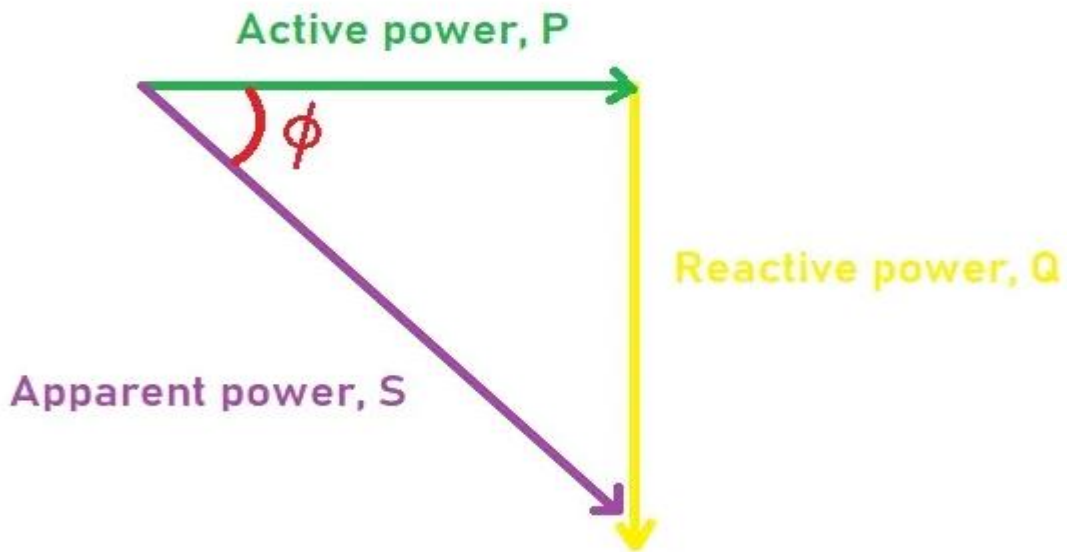 Active power, P
ϕ
Reactive power, Q
Apparent power, S